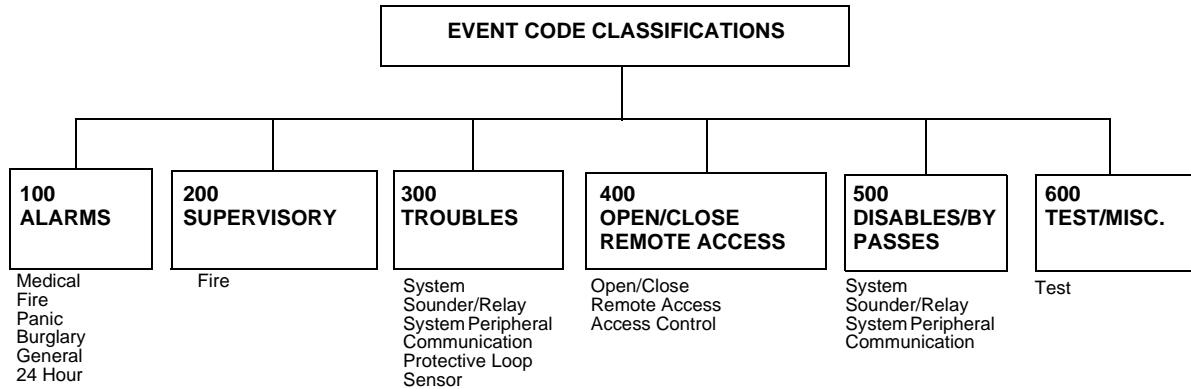 EVENT CODE CLASSIFICATIONS
100
ALARMS
Medical
Fire
Panic
Burglary
General
24 Hour
200
SUPERVISORY
Fire
300
TROUBLES
System
Sounder/Relay
System Peripheral
Communication
Protective Loop
Sensor
400
OPEN/CLOSE
REMOTE ACCESS
Open/Close
Remote Access
Access Control
500
DISABLES/BY
PASSES
System
Sounder/Relay
System Peripheral
Communication
600
TEST/MISC.
Test